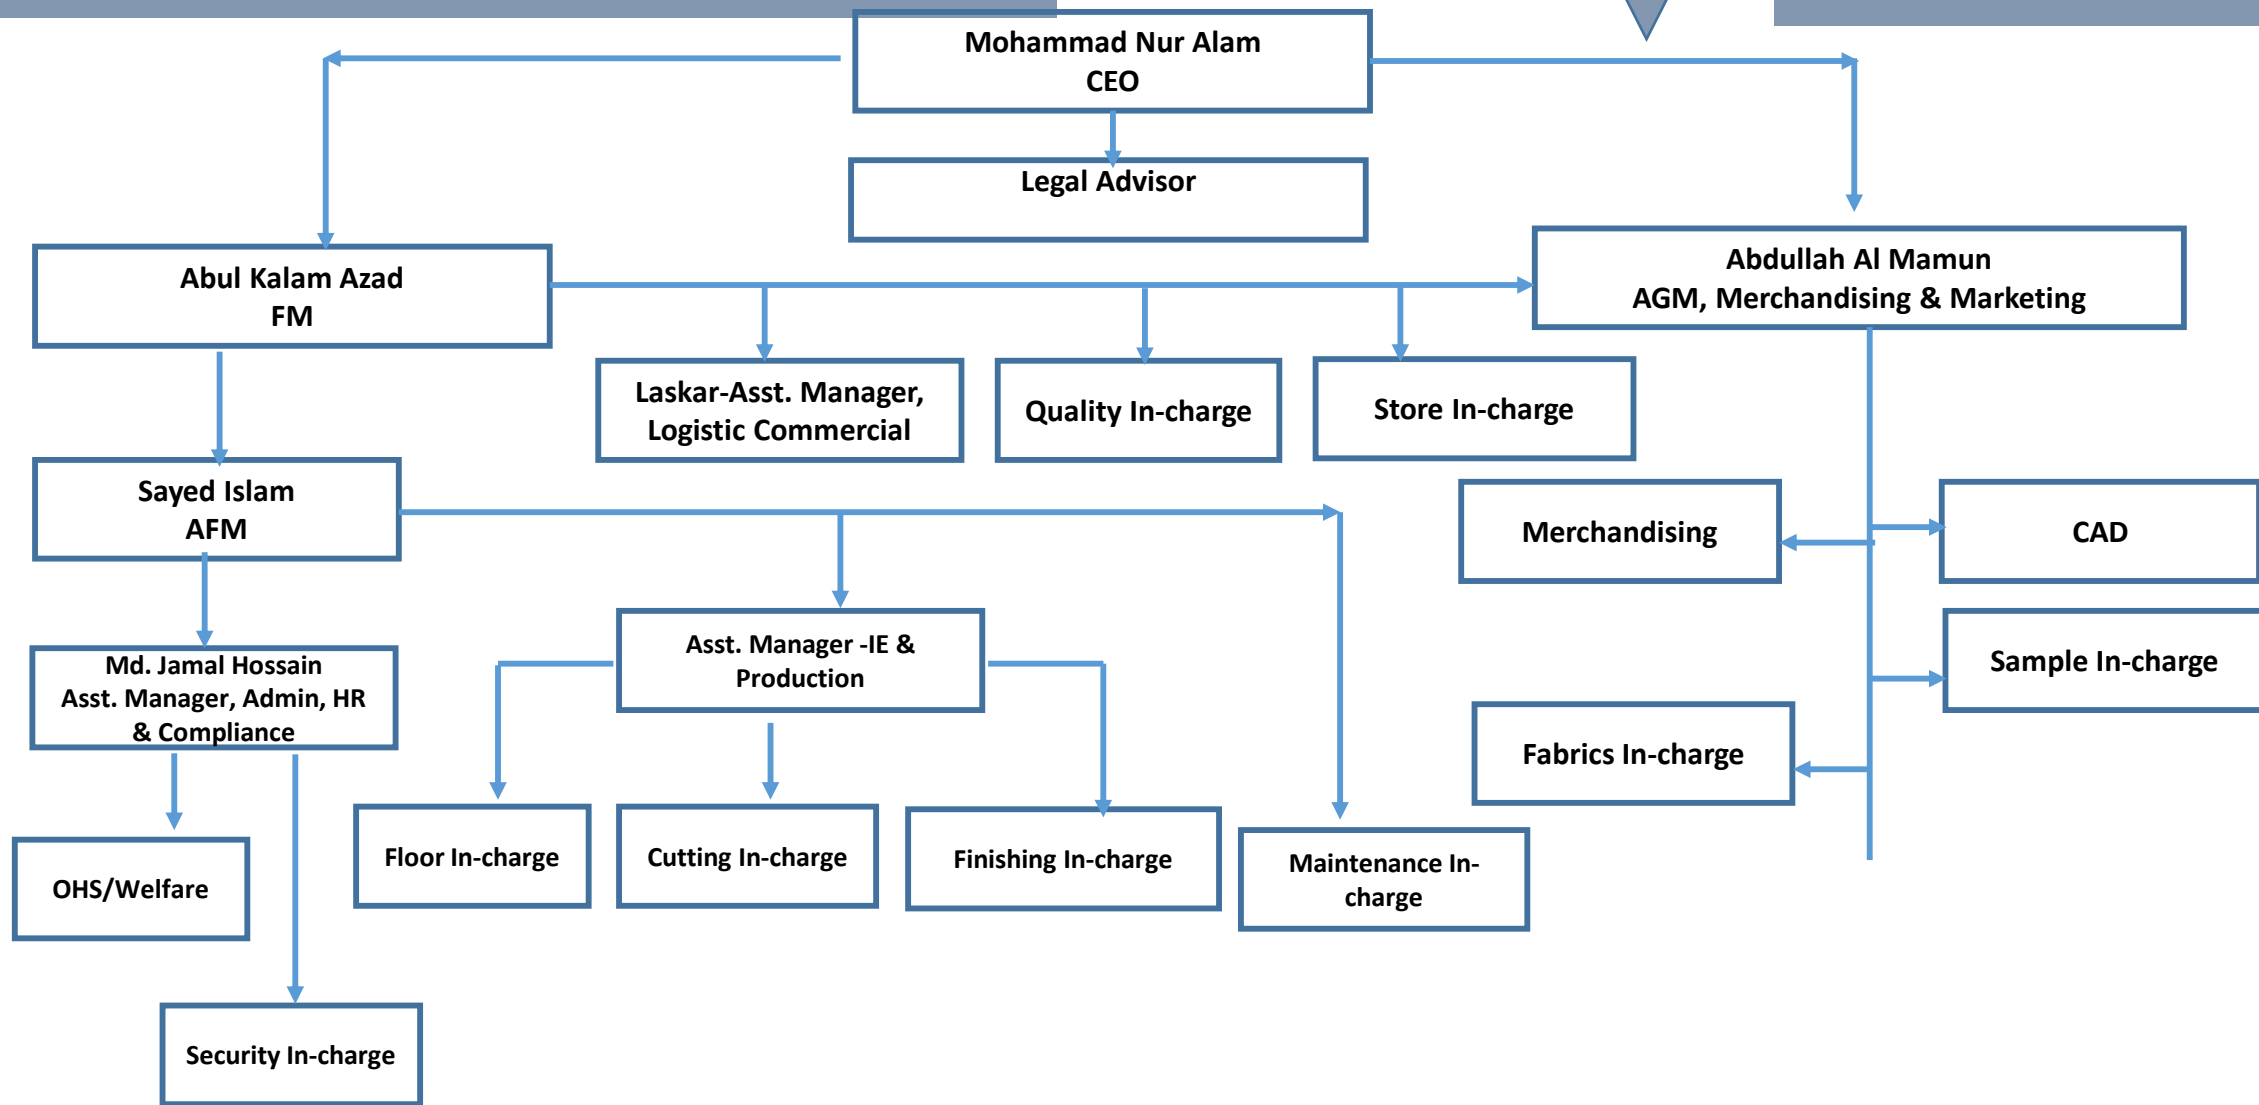 Mohammad Nur Alam
CEO
Legal Advisor
Abul Kalam Azad
FM
Abdullah Al Mamun
AGM, Merchandising & Marketing
Laskar-Asst. Manager,
Logistic Commercial
Quality In-charge
Store In-charge
Sayed Islam
AFM
Merchandising
CAD
Asst. Manager -IE &
Production
Md. Jamal Hossain
Asst. Manager, Admin, HR
& Compliance
Sample In-charge
Fabrics In-charge
Floor In-charge
Cutting In-charge
Finishing In-charge
Maintenance In-
charge
OHS/Welfare
Security In-charge